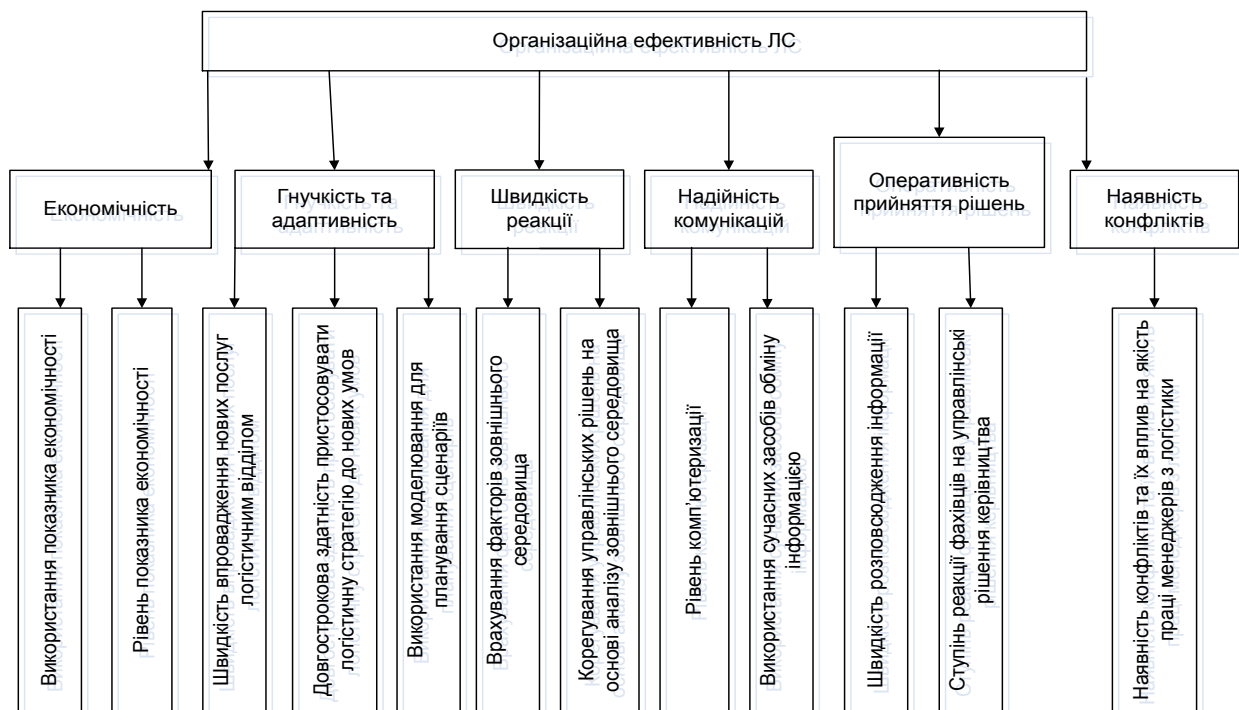 Організаційна ефективність ЛС
Економічність
Гнучкість та
адаптивність
Швидкість
реакції
Надійність
комунікацій
Оперативність
прийняття рішень
Наявність
конфліктів
Використання показника економічності
Рівень показника економічності
Швидкість впровадження нових послуг
логістичним відділом
Довгострокова здатність пристосовувати
логістичну стратегію до нових умов
Використання моделювання для
планування сценаріїв
Врахування факторів зовнішнього
середовища
Корегування управлінських рішень на
основі аналізу зовнішнього середовища
Рівень комп'ютеризації
Використання сучасних засобів обміну
інформацією
Швидкість розповсюдження інформації
Ступінь реакції фахівців на управлінські
рішення керівництва
Наявність конфліктів та їх вплив на якість
праці менеджерів з логістики